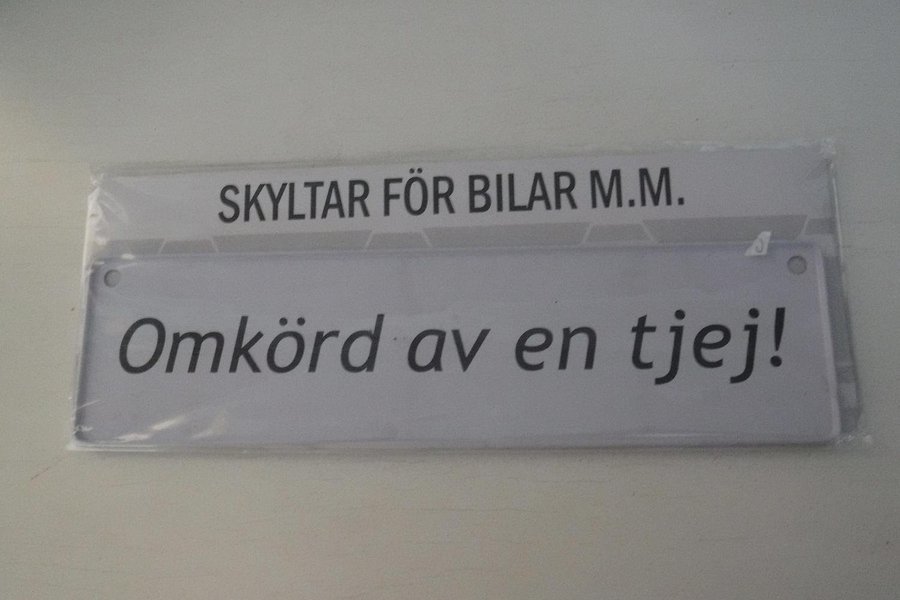 SKYLTAR FÖR BILAR M.M.
Omkörd av en tjej!